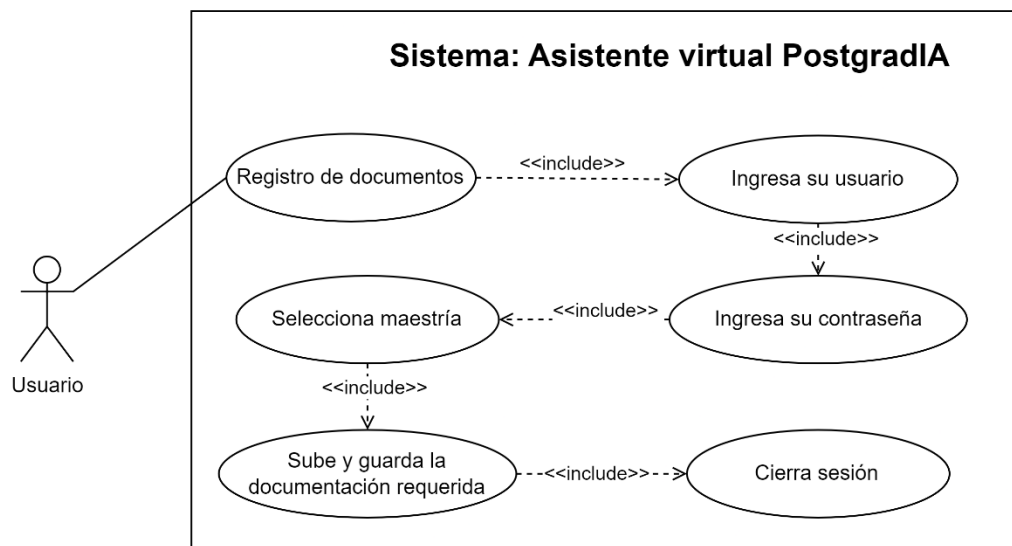 Sistema: Asistente virtual PostgradIA
Registro de documentos
<<include>>
Ingresa su usuario
<<include>>
Selecciona maestría
<<include>>
Ingresa su contraseña
Usuario
<<include>>
Sube y guarda la
documentación requerida
<<include>>
Cierra sesión